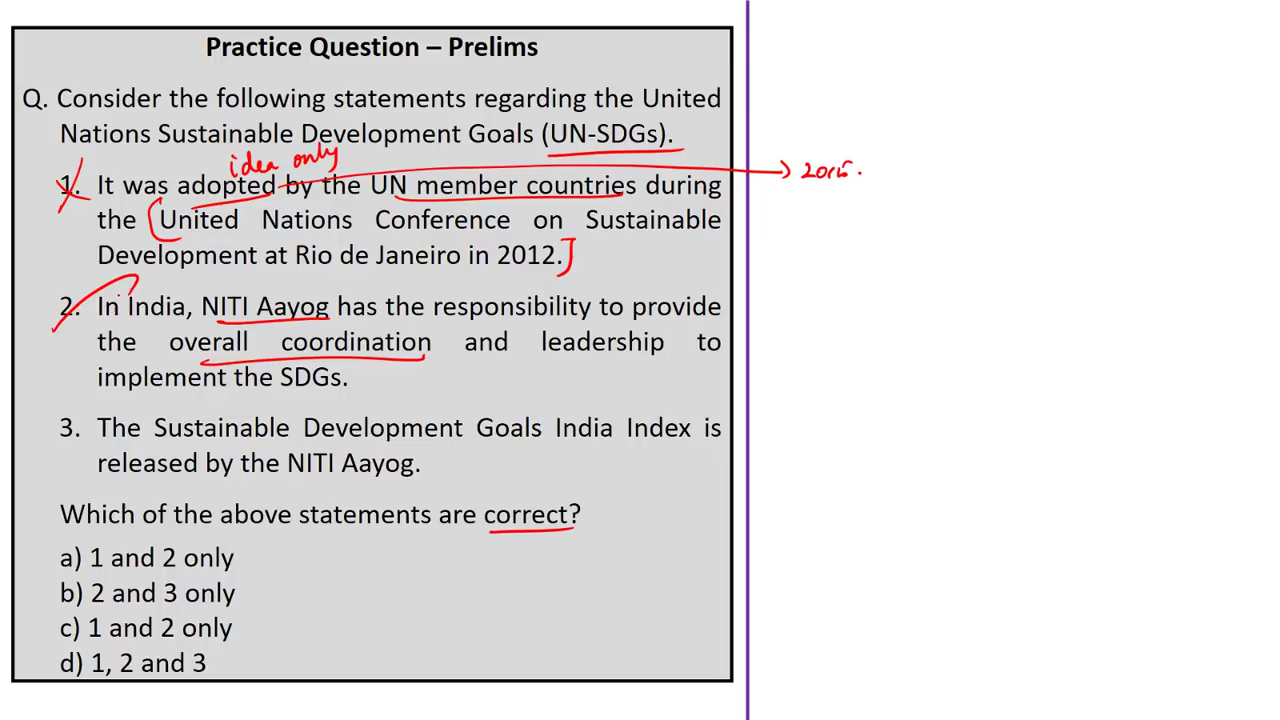 Practice Question – Prelims
Q. Consider the following statements regarding the United
Nations Sustainable Development Goals (UN-SDGs).
idea only
1. It was adopted by the UN member countries during
2015.
the United Nations Conference on Sustainable
Development at Rio de Janeiro in 2012.
2. In India, NITI Aayog has the responsibility to provide
the overall coordination and leadership to
implement the SDGs.
3. The Sustainable Development Goals India Index is
released by the NITI Aayog.
Which of the above statements are correct?
a) 1 and 2 only
b) 2 and 3 only
c) 1 and 2 only
d) 1, 2 and 3